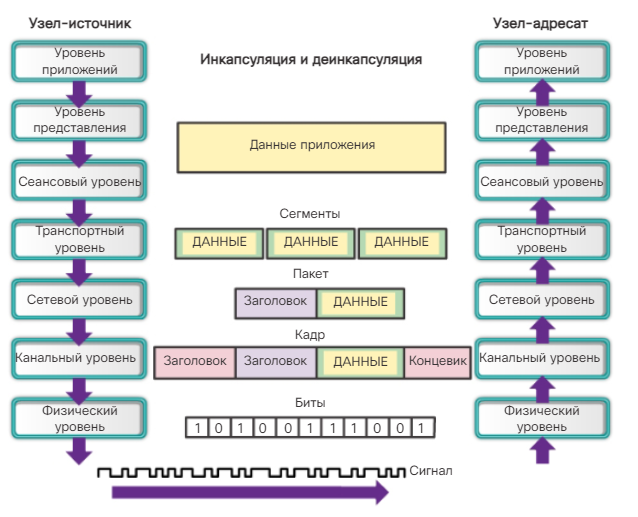 Узел-источник
Узел-адресат
Инкапсуляция и деинкапсуляция
Уровень
приложений
Уровень
приложений
Уровень
представления
Уровень
представления
Данные приложения
Сеансовый уровень
Сеансовый уровень
Сегменты
Транспортный
уровень
ДАННЫЕ ДАННЫЕ ДАННЫЕ
Транспортный
уровень
Пакет
Сетевой уровень
Заголовок ДАННЫЕ
Сетевой уровень
Кадр
Канальный уровень
Заголовок Заголовок ДАННЫЕ Концевик
Канальный уровень
Биты
Физический
уровень
1 0 1 0 0 1 1 1 0 0 1
Физический
уровень
Сигнал